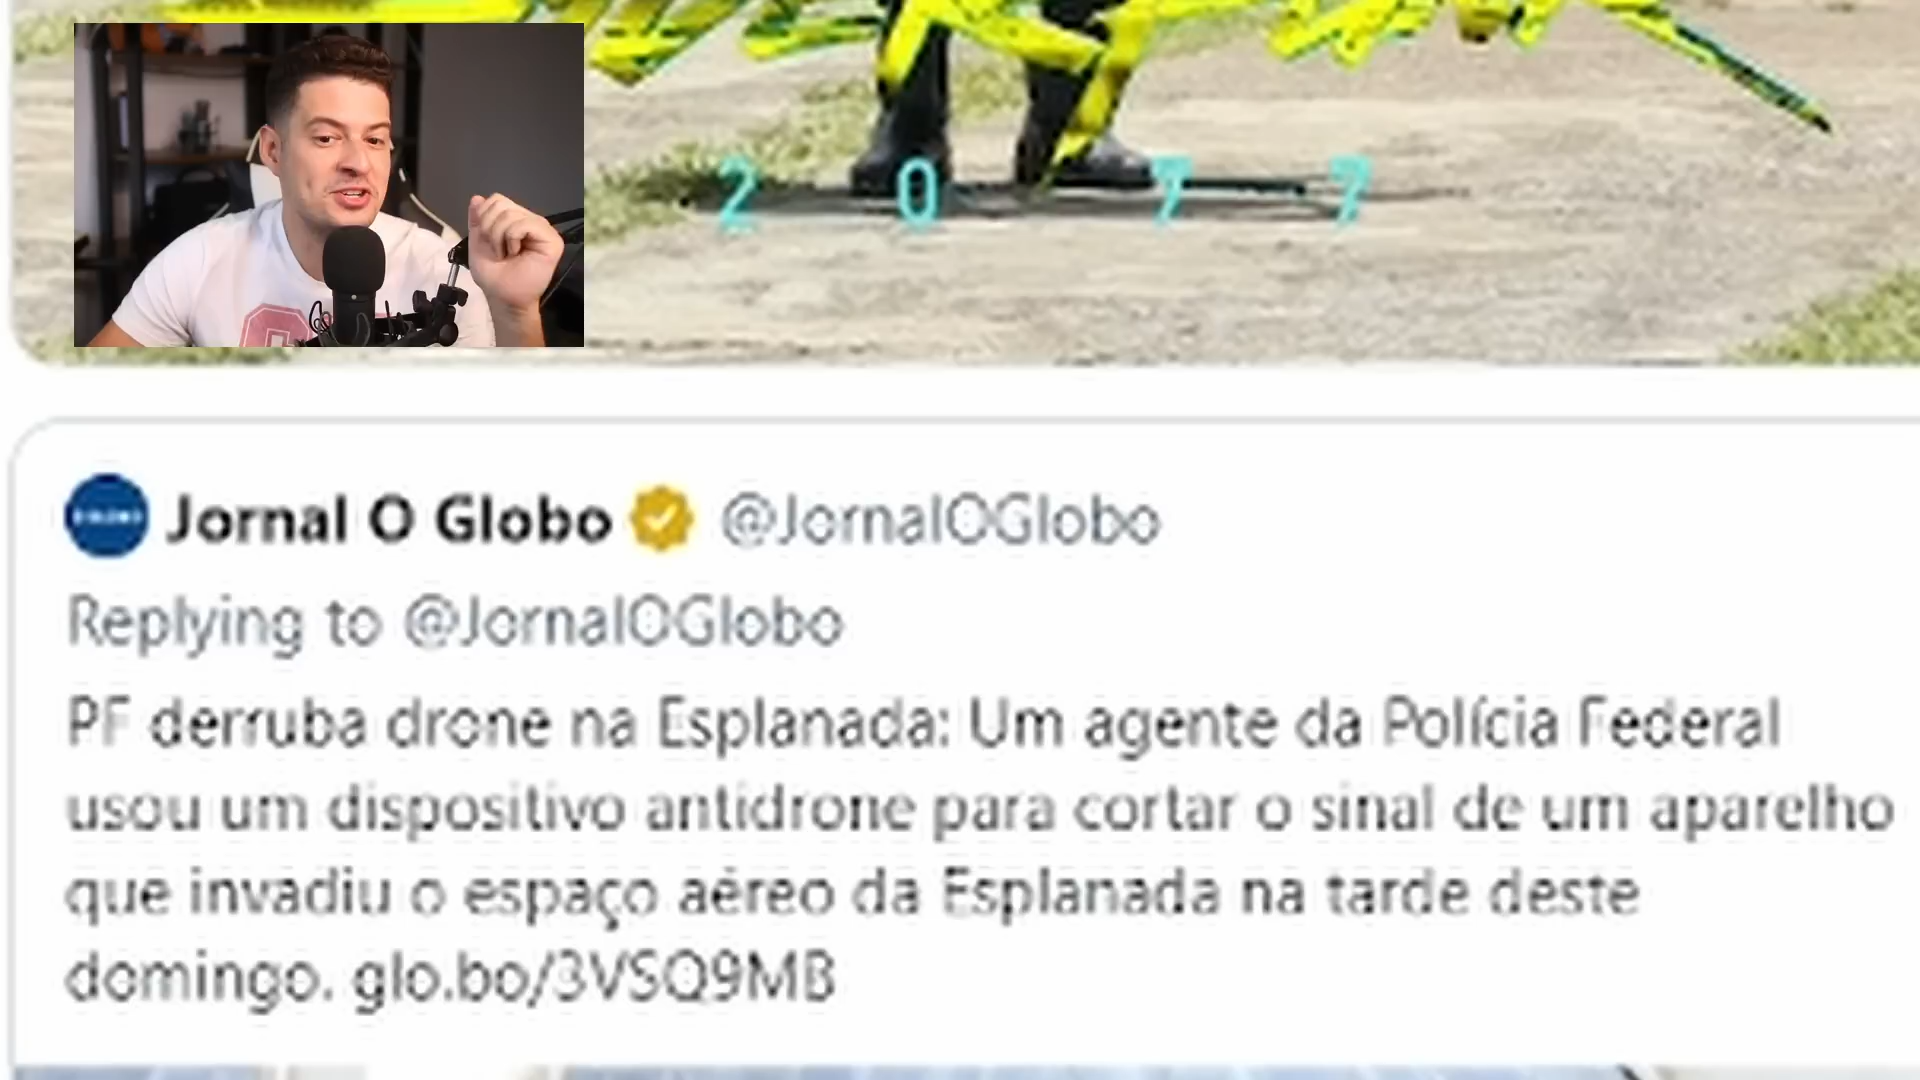 2 0 7 7
Jornal O Globo @JornalOGlobo
Replying to @JornalOGlobo
PF derruba drone na Esplanada: Um agente da Polícia Federal
usou um dispositivo antidrone para cortar o sinal de um aparelho
que invadiu o espaço aéreo da Esplanada na tarde deste
domingo. glo.bo/3VSQ9MB